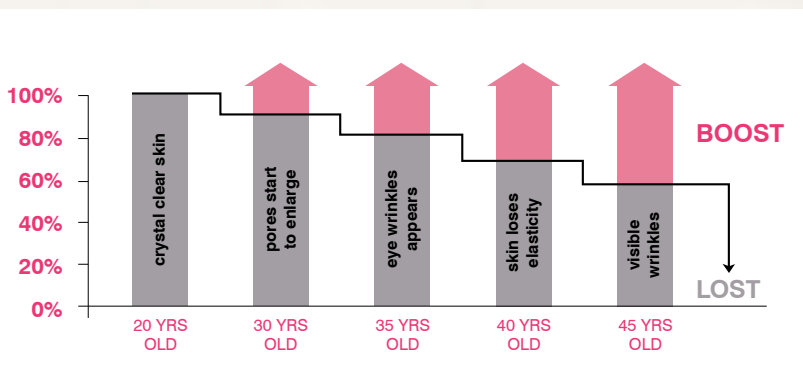 100%
80%
60%
40%
20%
0%
crystal clear skin
pores start
to enlarge
eye wrinkles
appears
skin loses
elasticity
visible
wrinkles
BOOST
LOST
20 YRS
OLD
30 YRS
OLD
35 YRS
OLD
40 YRS
OLD
45 YRS
OLD